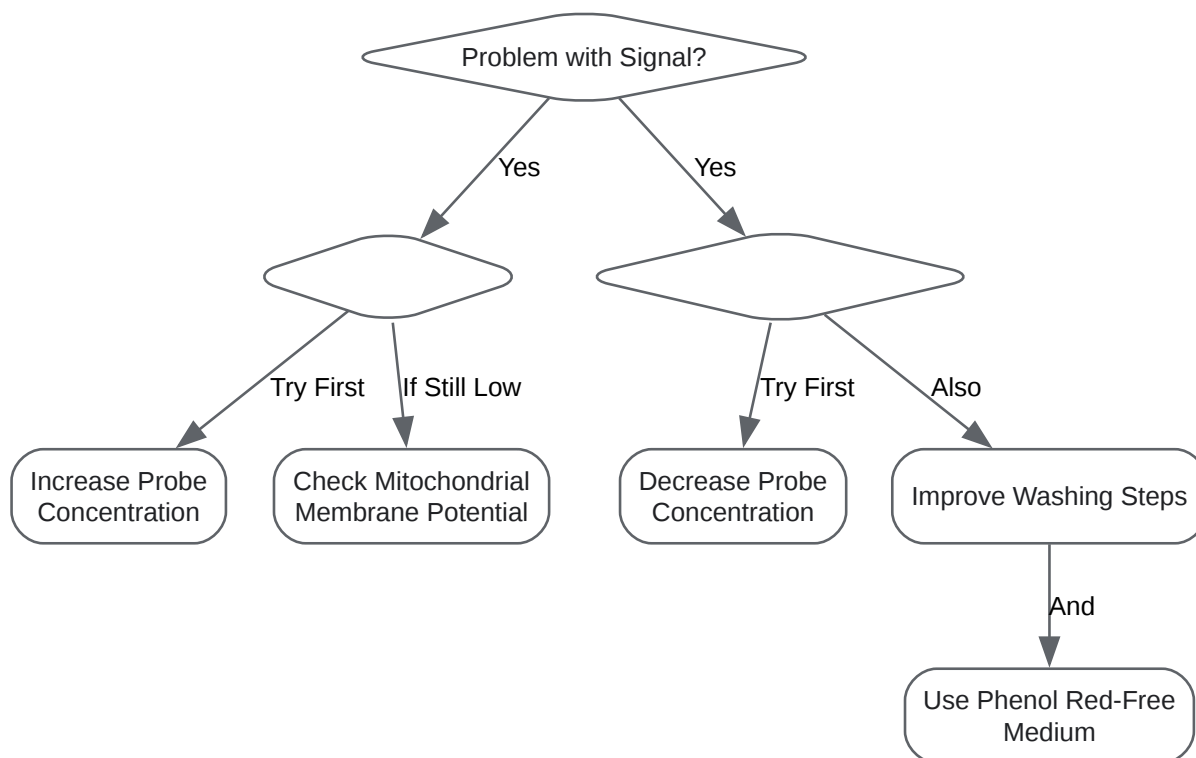 Problem with Signal?
Yes
Yes
Try First
If Still Low
Try First
Also
Increase Probe
Concentration
Check Mitochondrial
Membrane Potential
Decrease Probe
Concentration
Improve Washing Steps
And
Use Phenol Red-Free
Medium